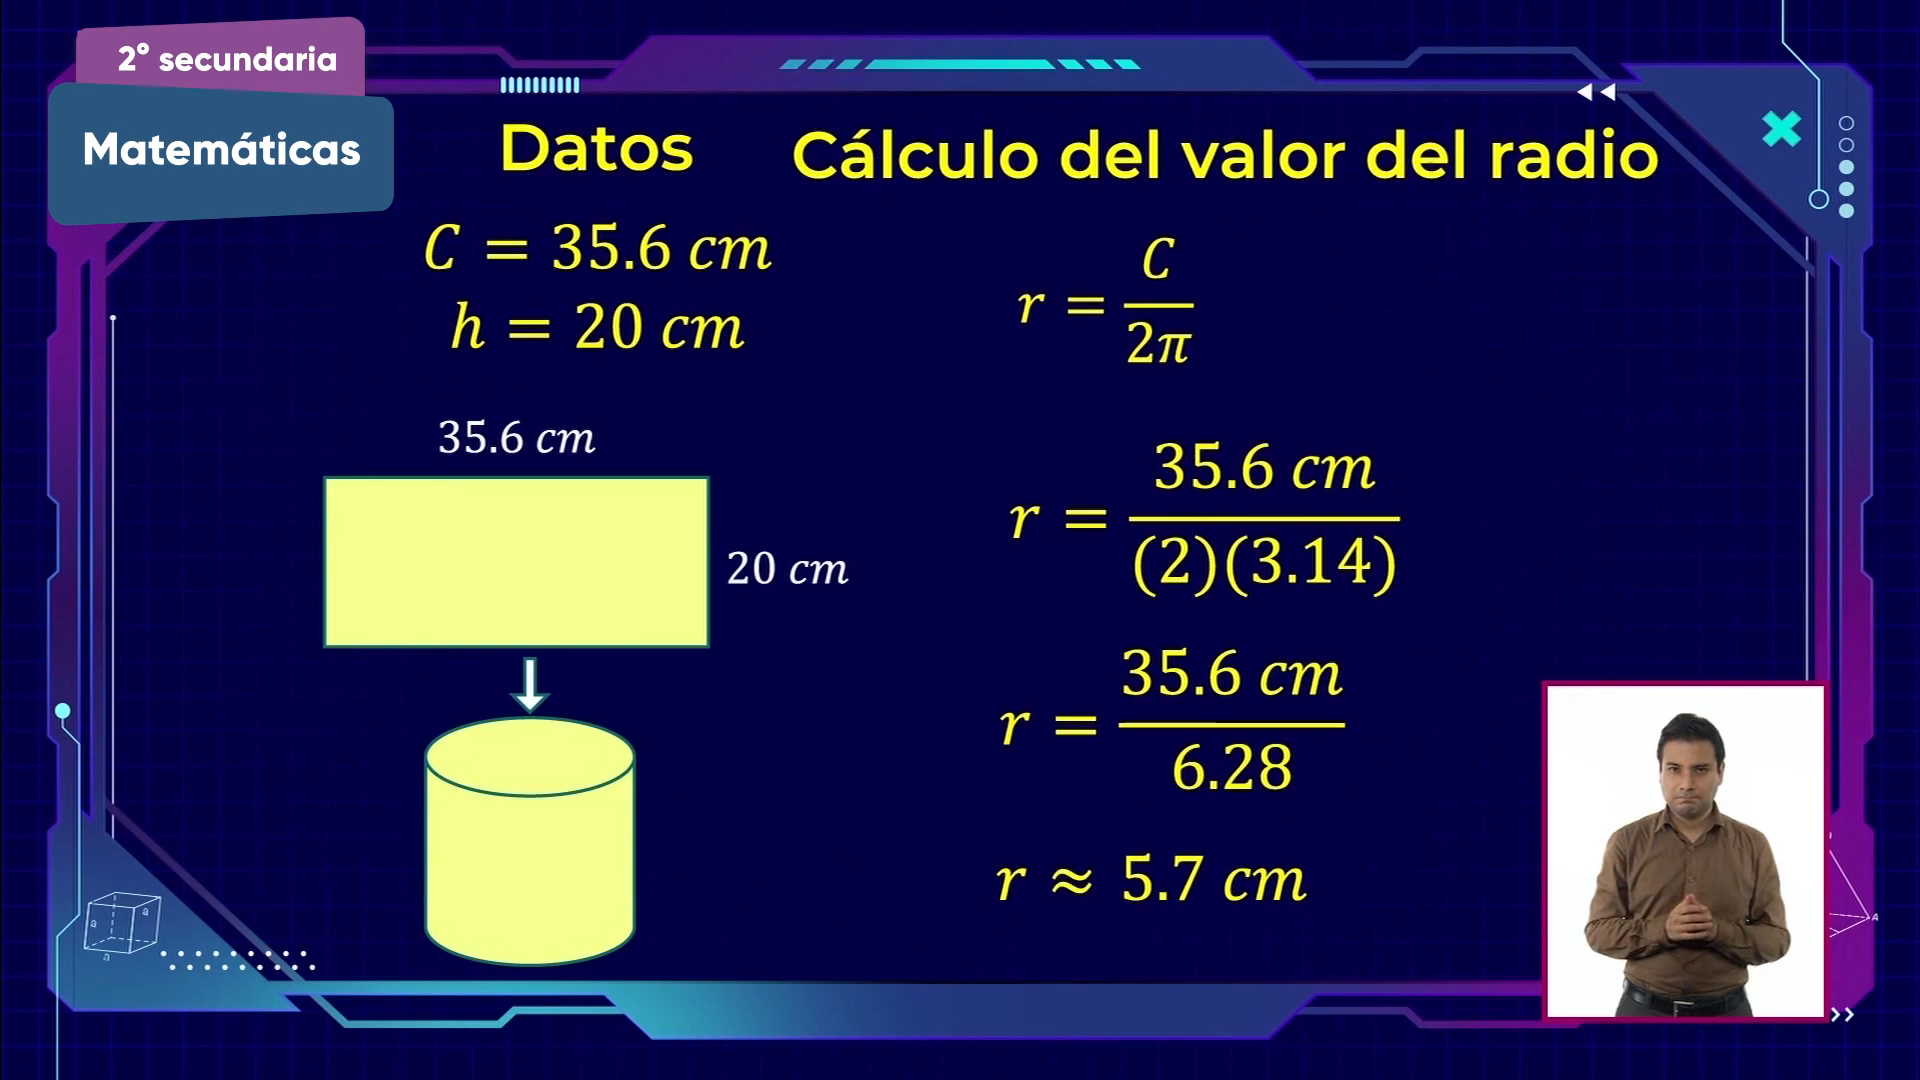 2° secundaria
Matemáticas
Datos
C = 35.6 cm
h = 20 cm
35.6 cm
20 cm
Cálculo del valor del radio
r = C / 2π
r = 35.6 cm / (2)(3.14)
r = 35.6 cm / 6.28
r ≈ 5.7 cm
a
a
a
A